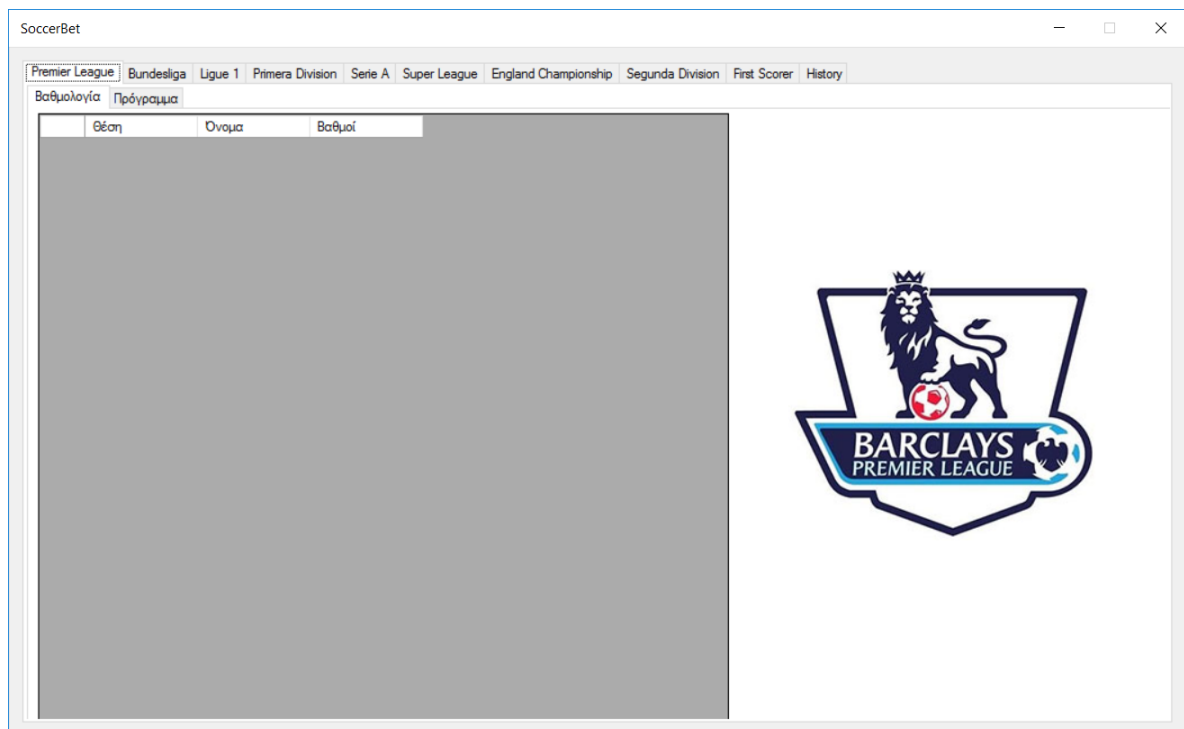 SoccerBet
Premier League Bundesliga Ligue 1 Primera Division Serie A Super League England Championship Segunda Division First Scorer History
Βαθμολογία Πρόγραμμα
Θέση Όνομα Βαθμοί
BARCLAYS
PREMIER LEAGUE